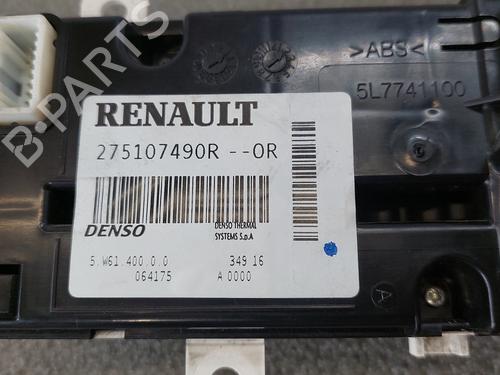 B-PARTS
>ABS<
5L7741100
RENAULT
275107490R --OR
DENSO
DENSO THERMAL
SYSTEMS S.p.A
5.W61.400.0.0 349 16
064175 A 0000
A